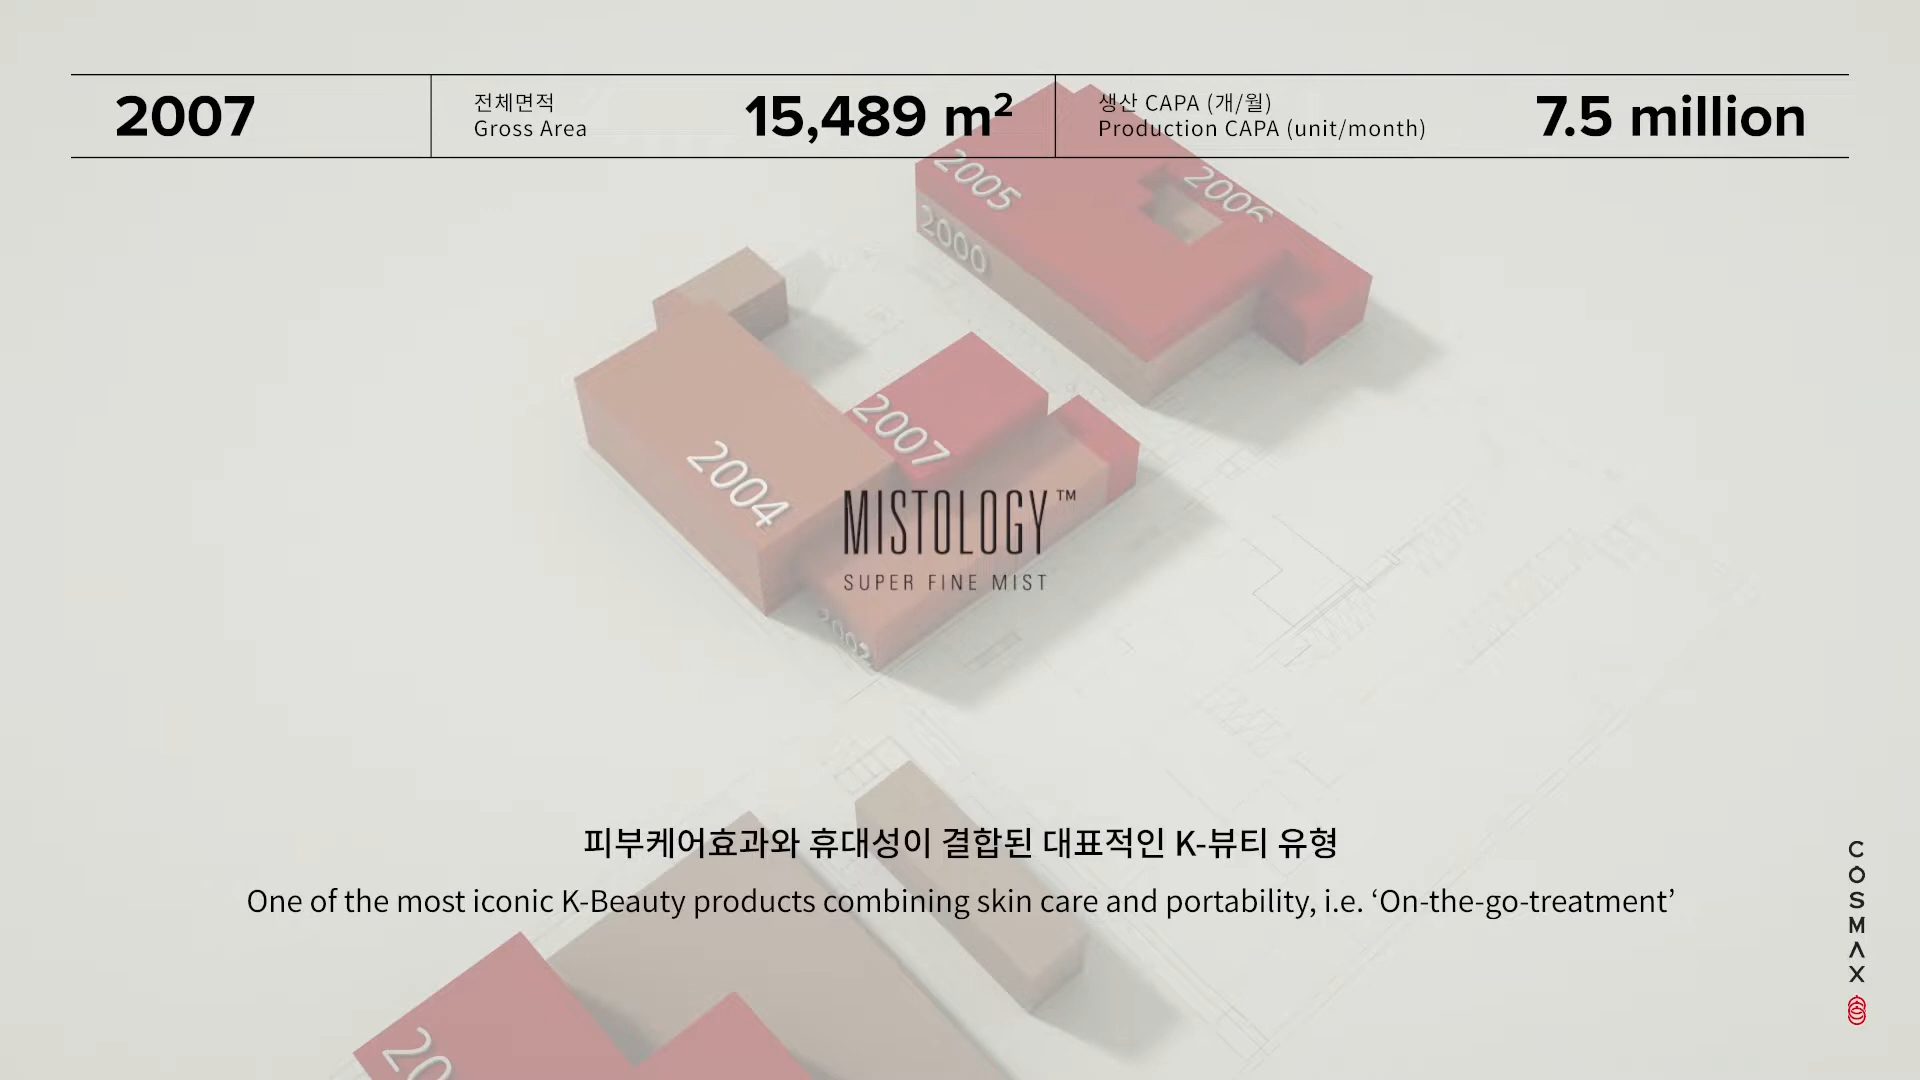 2007
전체면적
Gross Area
15,489 m²
생산 CAPA (개/월)
Production CAPA (unit/month)
7.5 million
2005
2006
2000
2007
2004
MISTOLOGY™
SUPER FINE MIST
피부케어효과와 휴대성이 결합된 대표적인 K-뷰티 유형
One of the most iconic K-Beauty products combining skin care and portability, i.e. ‘On-the-go-treatment’
COSMAX